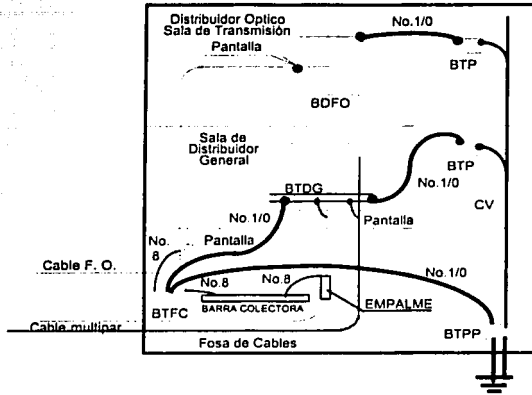 Distribuidor Optico
Sala de Transmisión
Pantalla
No.1/0
BTP
BDFO
Sala de
Distribuidor
General
BTP
BTDG
No.1/0
CV
No.1/0
Pantalla
No.
8
Pantalla
Cable F. O.
No.8
No.8
No.1/0
BARRA COLECTORA
EMPALME
BTFC
BTPP
Cable multipar
Fosa de Cables